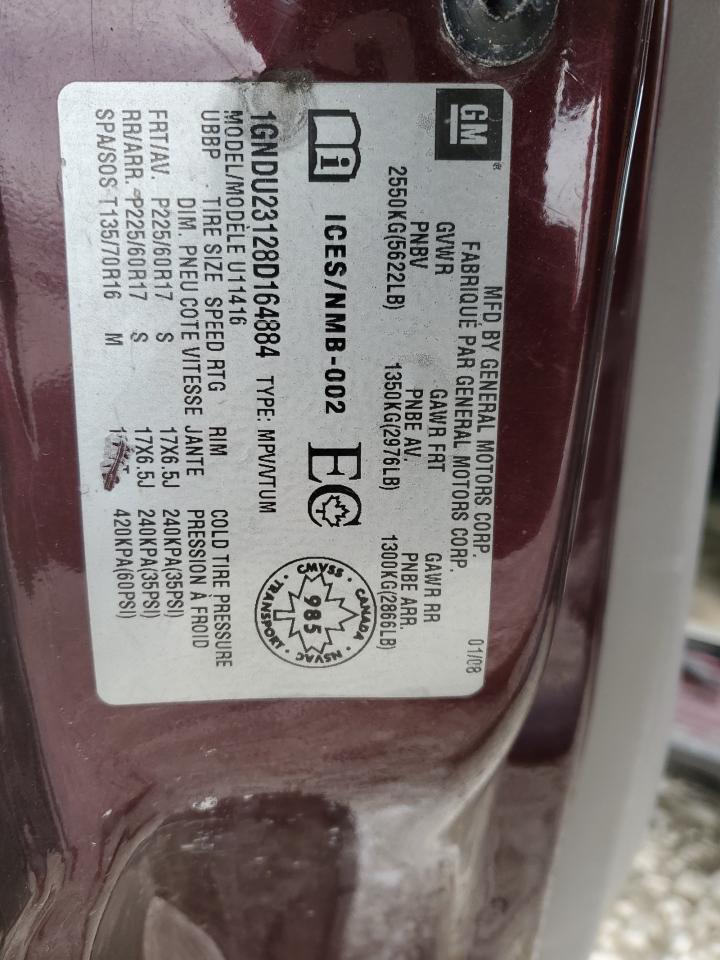 GM
MFD BY GENERAL MOTORS CORP.
FABRIQUÉ PAR GENERAL MOTORS CORP.
01/08
GVWR GAWR FRT GAWR RR
PNBV PNBE AV. PNBE ARR.
2550KG(5622LB) 1350KG(2976LB) 1300KG(2866LB)
i ICES/NMB-002 EC
CMVSS · CANADA · NSVAC · TRANSPORT ·
985
1GNDU23128D164884 TYPE: MPV/VTUM
MODEL/MODÈLE U11416
UBBP TIRE SIZE SPEED RTG RIM COLD TIRE PRESSURE
DIM. PNEU COTE VITESSE JANTE PRESSION À FROID
FRT/AV. P225/60R17 S 17X6.5J 240KPA(35PSI)
RR/ARR. P225/60R17 S 17X6.5J 240KPA(35PSI)
SPA/SOS T135/70R16 M 420KPA(60PSI)